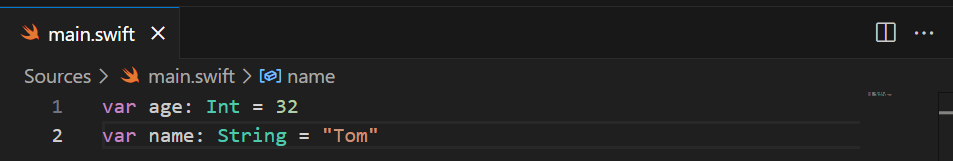 main.swift ×
Sources > main.swift > name
1 var age: Int = 32
2 var name: String = "Tom"